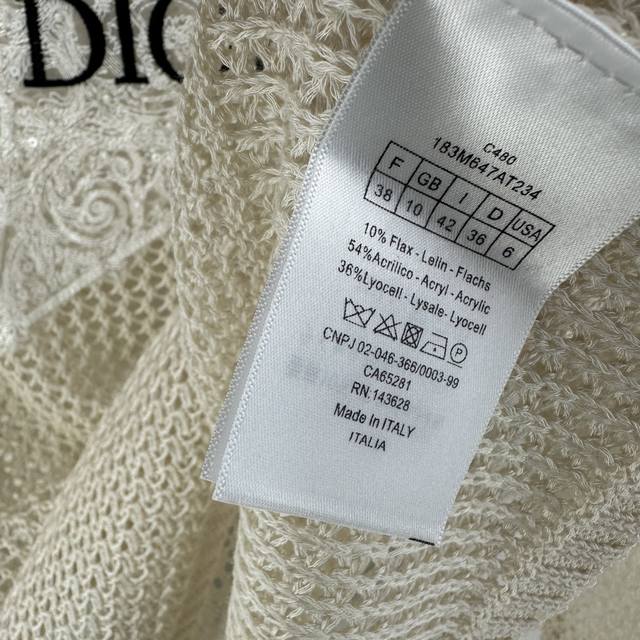 DIO
C480
183M647AT234
F GB I D USA
38 10 42 36 6
10% Flax - Lelin - Flachs
54%Acrilico - Acryl - Acrylic
36%Lyocell - Lysale - Lyocell
P
CNPJ 02-046-366/0003-99
CA65281
RN.143628
Made In ITALY
ITALIA